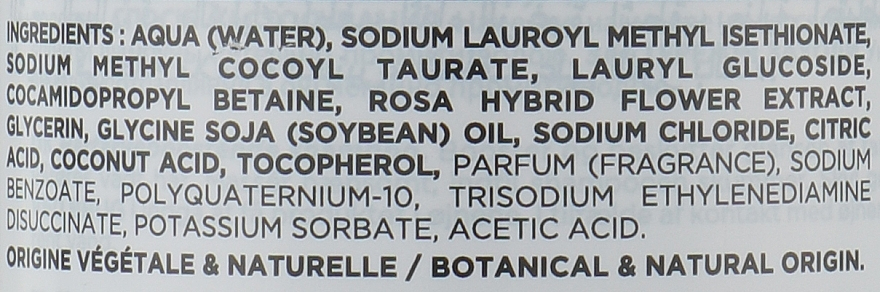 INGREDIENTS : AQUA (WATER), SODIUM LAUROYL METHYL ISETHIONATE,
SODIUM METHYL COCOYL TAURATE, LAURYL GLUCOSIDE,
COCAMIDOPROPYL BETAINE, ROSA HYBRID FLOWER EXTRACT,
GLYCERIN, GLYCINE SOJA (SOYBEAN) OIL, SODIUM CHLORIDE, CITRIC
ACID, COCONUT ACID, TOCOPHEROL, PARFUM (FRAGRANCE), SODIUM
BENZOATE, POLYQUATERNIUM-10, TRISODIUM ETHYLENEDIAMINE
DISUCCINATE, POTASSIUM SORBATE, ACETIC ACID.
ORIGINE VÉGÉTALE & NATURELLE / BOTANICAL & NATURAL ORIGIN.